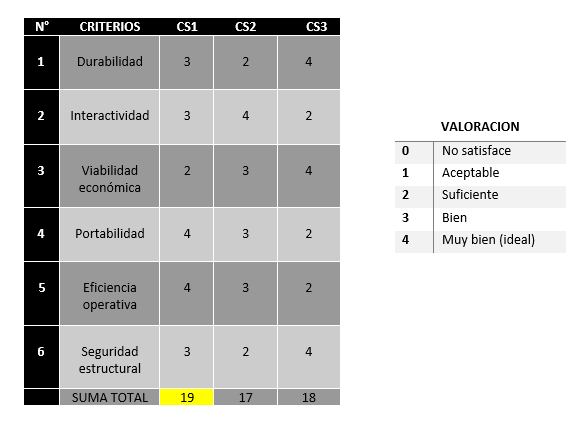 N° CRITERIOS CS1 CS2 CS3
1 Durabilidad 3 2 4
2 Interactividad 3 4 2
3 Viabilidad económica 2 3 4
4 Portabilidad 4 3 2
5 Eficiencia operativa 4 3 2
6 Seguridad estructural 3 2 4
SUMA TOTAL 19 17 18
VALORACION
0 No satisface
1 Aceptable
2 Suficiente
3 Bien
4 Muy bien (ideal)